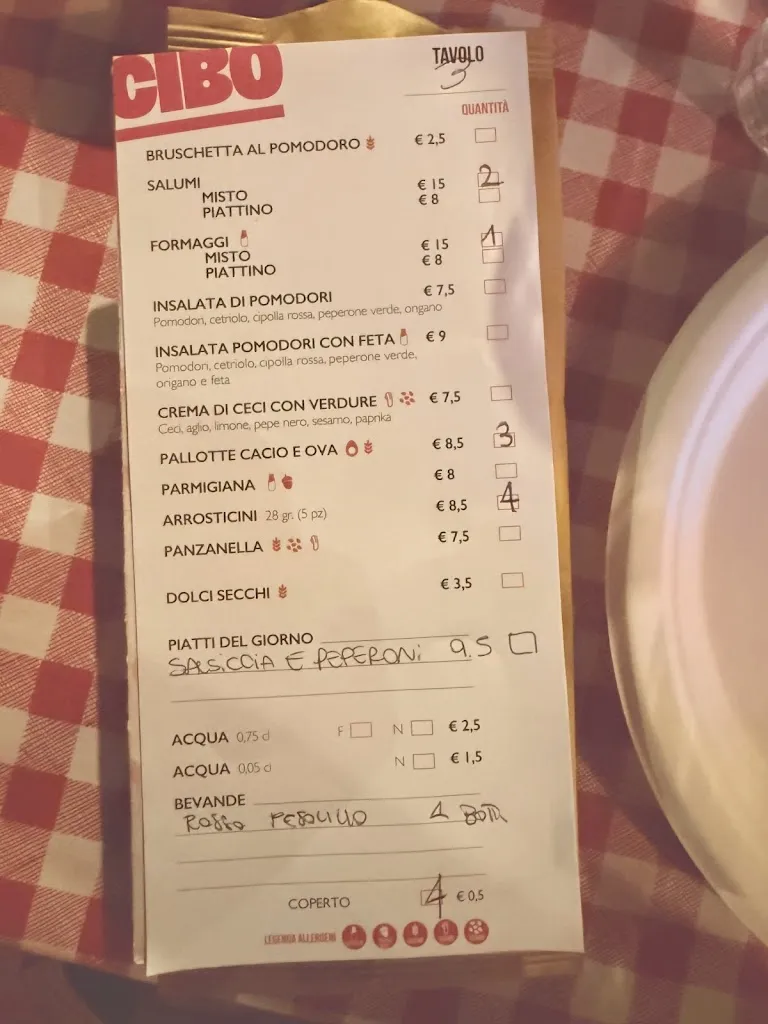 CIBO
TAVOLO
3
QUANTITÀ
BRUSCHETTA AL POMODORO € 2,5
SALUMI
MISTO € 15 2
PIATTINO € 8
FORMAGGI
MISTO € 15 1
PIATTINO € 8
INSALATA DI POMODORI € 7,5
Pomodori, cetriolo, cipolla rossa, peperone verde, origano
INSALATA POMODORI CON FETA € 9
Pomodori, cetriolo, cipolla rossa, peperone verde,
origano e feta
CREMA DI CECI CON VERDURE € 7,5
Ceci, aglio, limone, pepe nero, sesamo, paprika
PALLOTTE CACIO E OVA € 8,5 3
PARMIGIANA € 8
ARROSTICINI 28 gr. (5 pz) € 8,5 4
PANZANELLA € 7,5
DOLCI SECCHI € 3,5
PIATTI DEL GIORNO
SALSICCIA E PEPERONI 9.5
ACQUA 0,75 cl F N € 2,5
ACQUA 0,05 cl N € 1,5
BEVANDE
ROSSO
COPERTO 4 € 0,5
LEGENDA ALLERGENI